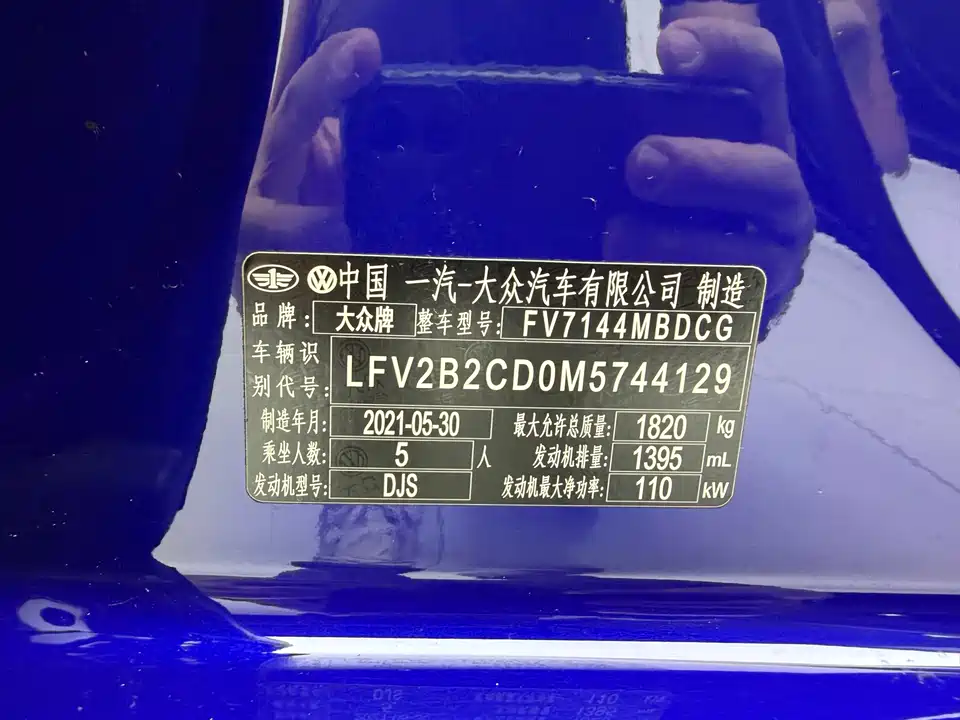 中国 一汽-大众汽车有限公司 制造
品牌: 大众牌 整车型号: FV7144MBDCG
车辆识别代号: LFV2B2CD0M5744129
制造年月: 2021-05-30 最大允许总质量: 1820 kg
乘坐人数: 5 人 发动机排量: 1395 mL
发动机型号: DJS 发动机最大净功率: 110 kW